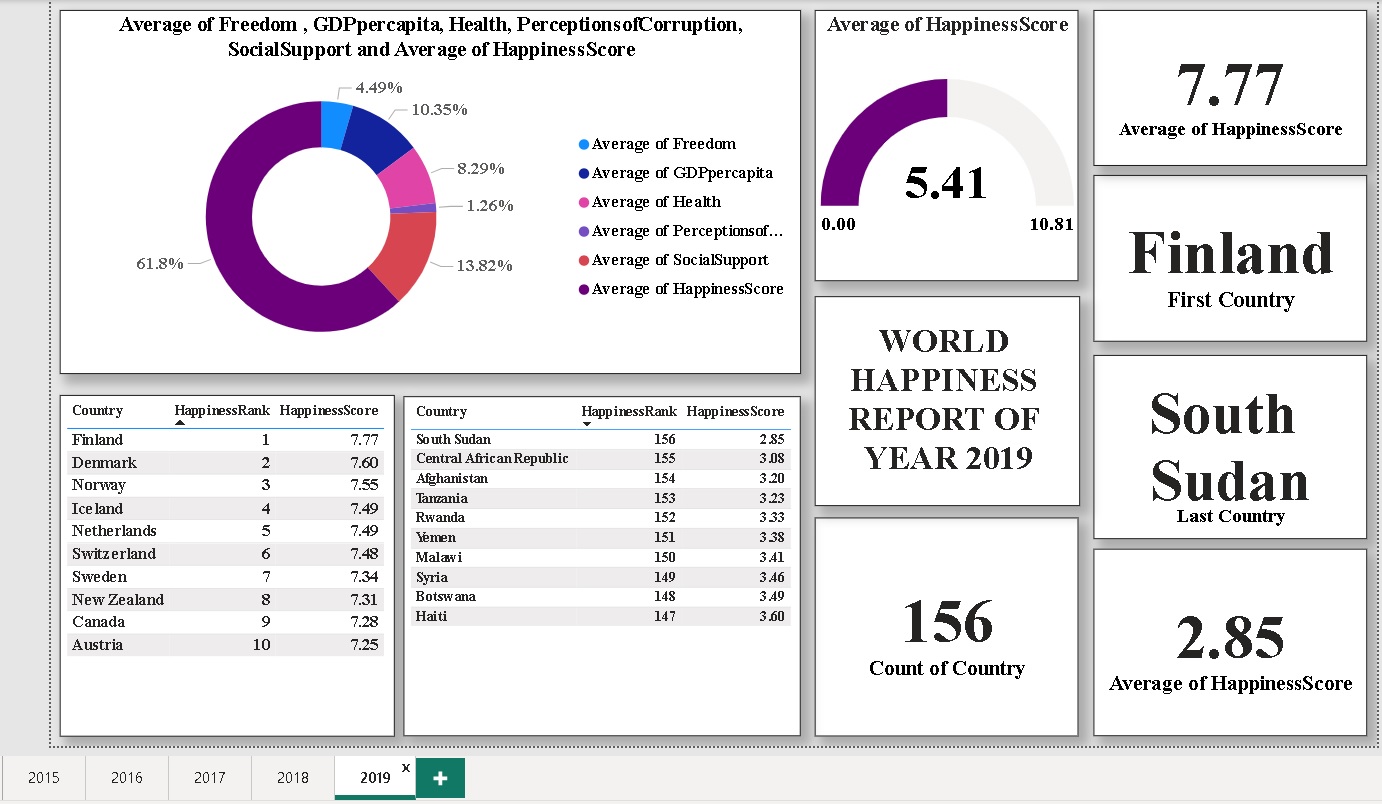 Average of Freedom , GDPpercapita, Health, PerceptionsofCorruption,
SocialSupport and Average of HappinessScore
4.49%
10.35%
8.29%
1.26%
13.82%
61.8%
Average of Freedom
Average of GDPpercapita
Average of Health
Average of Perceptionsof...
Average of SocialSupport
Average of HappinessScore
Average of HappinessScore
5.41
0.00 10.81
7.77
Average of HappinessScore
Finland
First Country
WORLD
HAPPINESS
REPORT OF
YEAR 2019
South
Sudan
Last Country
Country HappinessRank HappinessScore
Finland 1 7.77
Denmark 2 7.60
Norway 3 7.55
Iceland 4 7.49
Netherlands 5 7.49
Switzerland 6 7.48
Sweden 7 7.34
New Zealand 8 7.31
Canada 9 7.28
Austria 10 7.25
Country HappinessRank HappinessScore
South Sudan 156 2.85
Central African Republic 155 3.08
Afghanistan 154 3.20
Tanzania 153 3.23
Rwanda 152 3.33
Yemen 151 3.38
Malawi 150 3.41
Syria 149 3.46
Botswana 148 3.49
Haiti 147 3.60
156
Count of Country
2.85
Average of HappinessScore
2015 2016 2017 2018 2019 x +